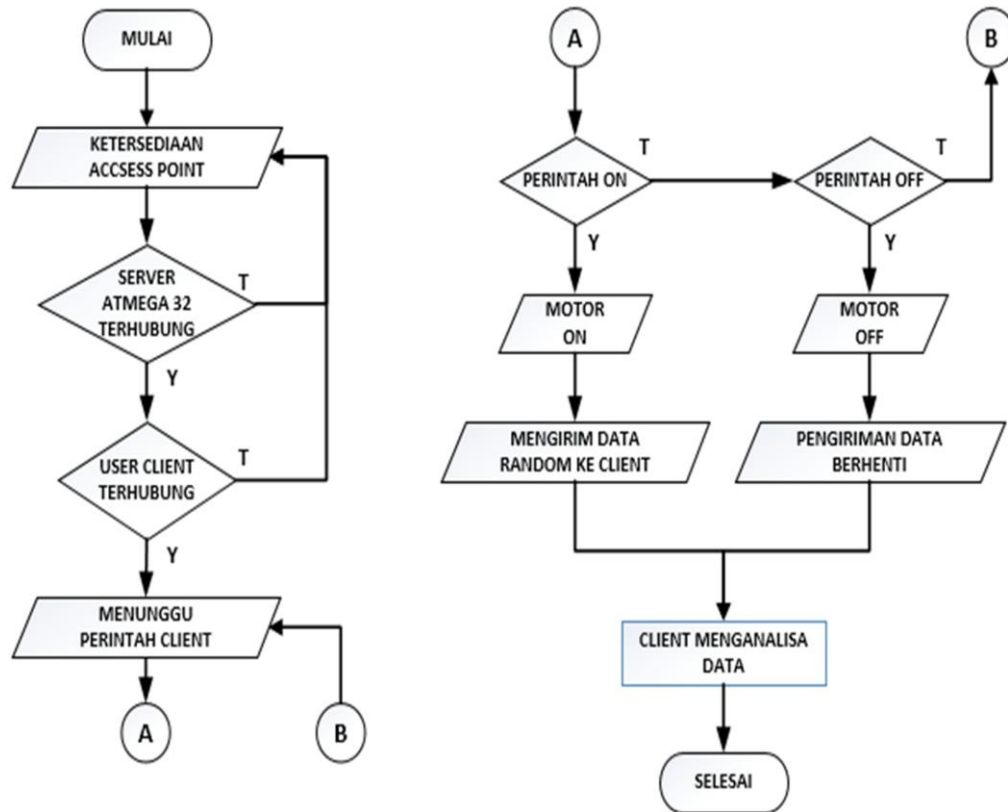 MULAI
KETERSEDIAAN
ACCSESS POINT
SERVER
ATMEGA 32
TERHUBUNG
T
Y
USER CLIENT
TERHUBUNG
T
Y
MENUNGGU
PERINTAH CLIENT
A
B
A
B
PERINTAH ON
T
PERINTAH OFF
T
Y
Y
MOTOR
ON
MOTOR
OFF
MENGIRIM DATA
RANDOM KE CLIENT
PENGIRIMAN DATA
BERHENTI
CLIENT MENGANALISA
DATA
SELESAI